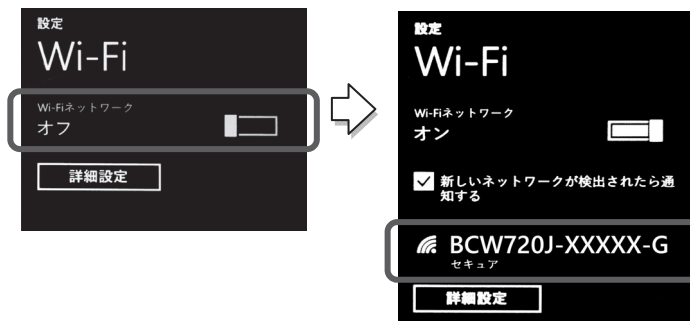 設定
Wi-Fi
Wi-Fiネットワーク
オフ
詳細設定
設定
Wi-Fi
Wi-Fiネットワーク
オン
新しいネットワークが検出されたら通
知する
BCW720J-XXXXX-G
セキュア
詳細設定